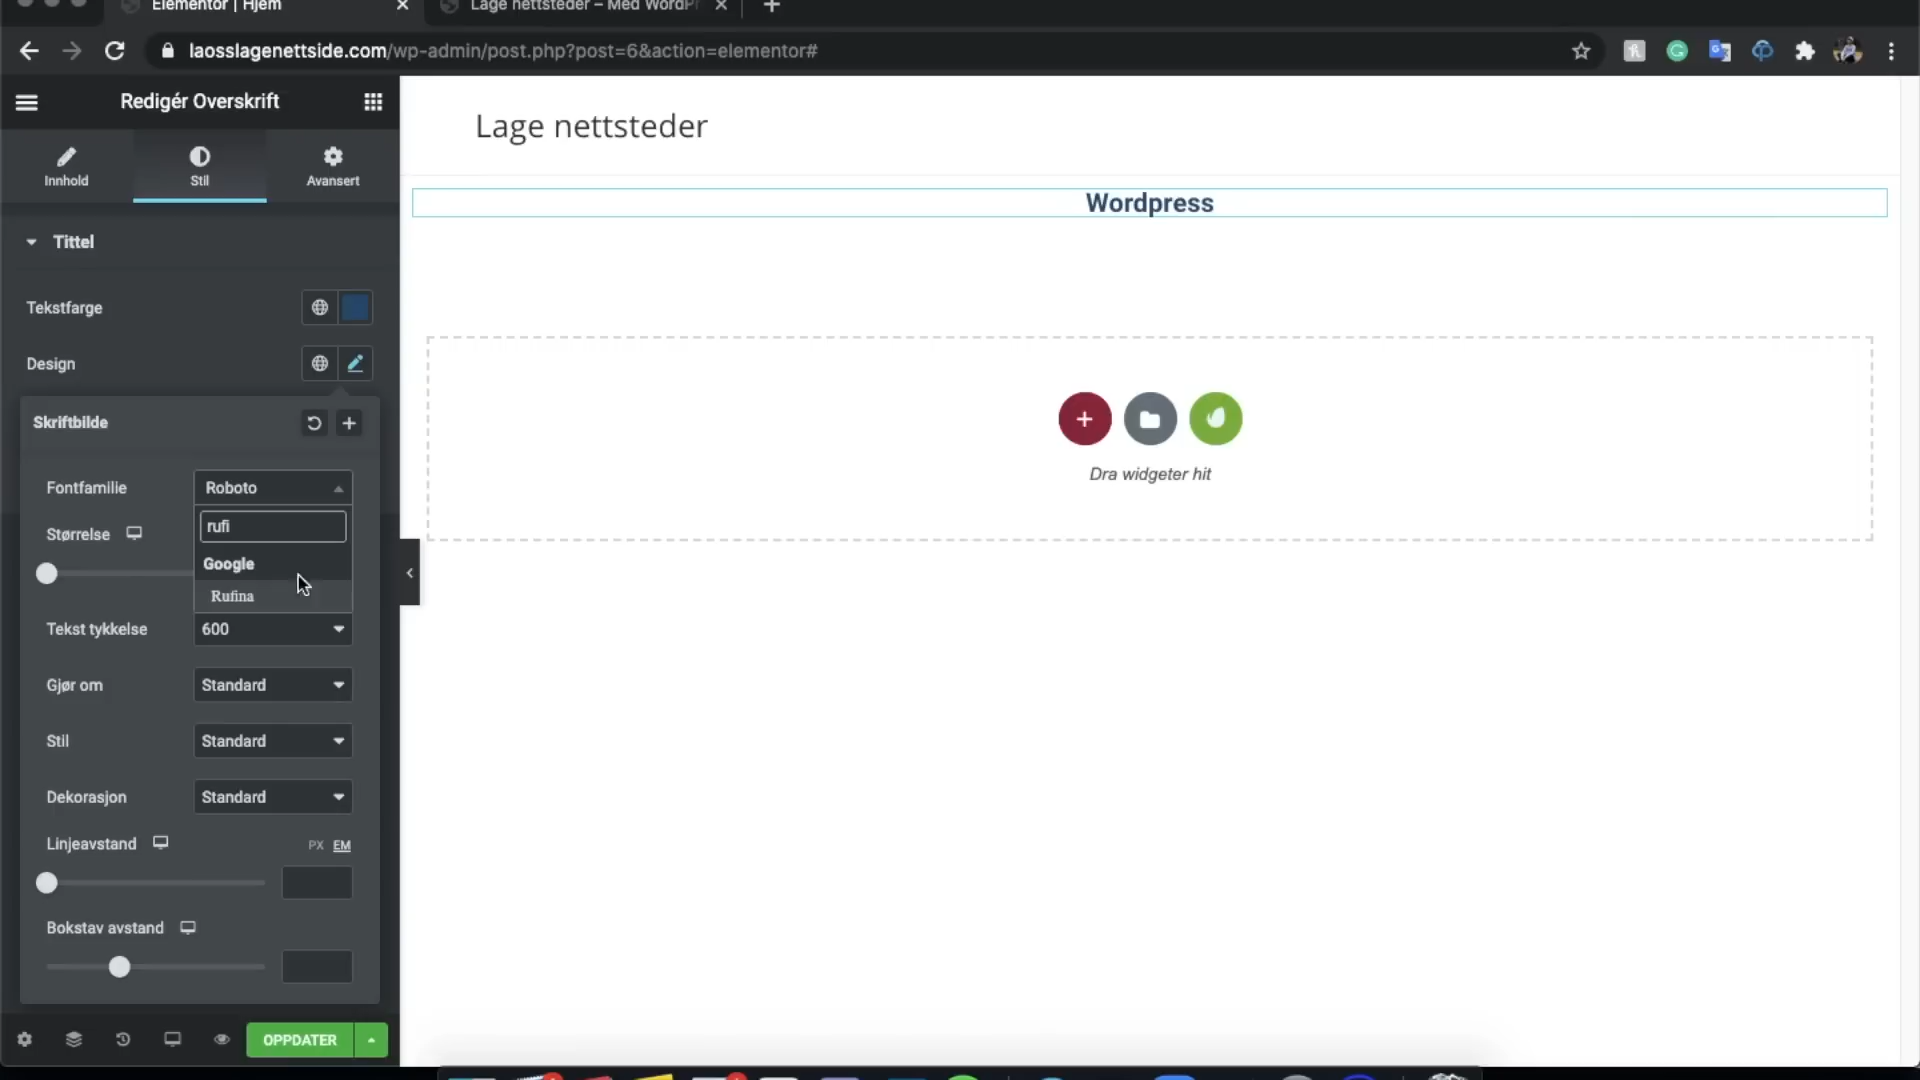 Elementor | Hjem
Lage nettsteder – Med WordPr
laosslagenettside.com/wp-admin/post.php?post=6&action=elementor#
Redigér Overskrift
Innhold
Stil
Avansert
Tittel
Tekstfarge
Design
Skriftbilde
Fontfamilie
Roboto
rufi
Størrelse
Google
Rufina
Tekst tykkelse
600
Gjør om
Standard
Stil
Standard
Dekorasjon
Standard
Linjeavstand
PX EM
Bokstav avstand
OPPDATER
Lage nettsteder
Wordpress
Dra widgeter hit